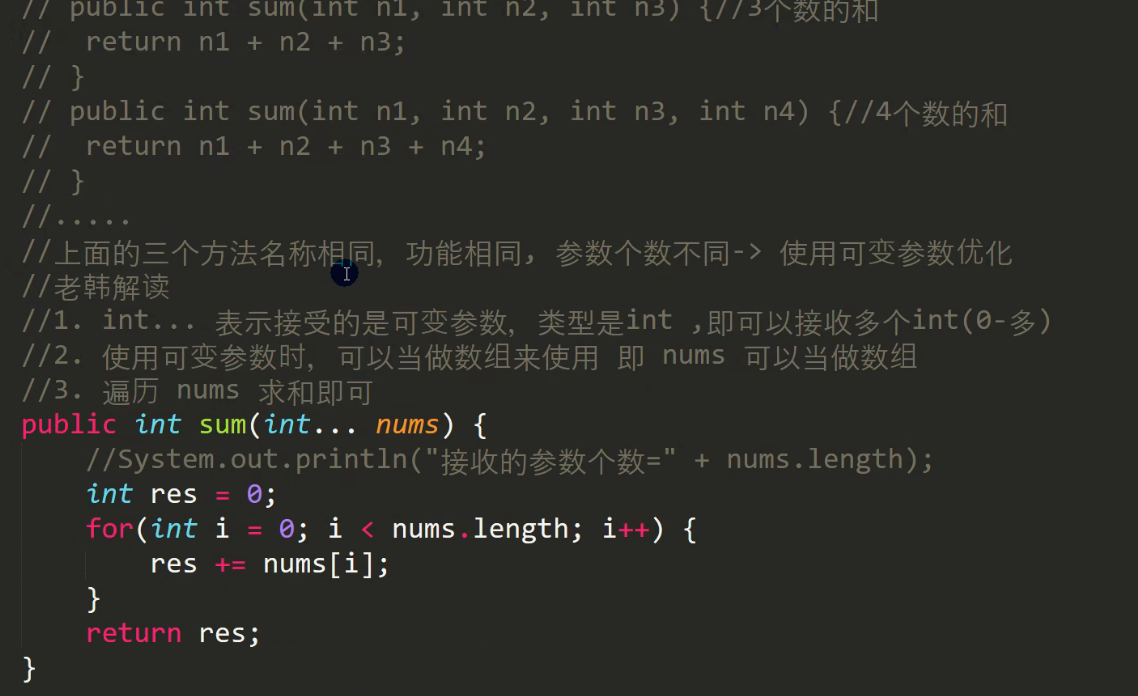 // public int sum(int n1, int n2, int n3) {//3个数的和
//  return n1 + n2 + n3;
// }
// public int sum(int n1, int n2, int n3, int n4) {//4个数的和
//  return n1 + n2 + n3 + n4;
// }
//.....
//上面的三个方法名称相同, 功能相同, 参数个数不同-> 使用可变参数优化
//老韩解读
//1. int... 表示接受的是可变参数, 类型是int ,即可以接收多个int(0-多)
//2. 使用可变参数时, 可以当做数组来使用 即 nums 可以当做数组
//3. 遍历 nums 求和即可
public int sum(int... nums) {
    //System.out.println("接收的参数个数=" + nums.length);
    int res = 0;
    for(int i = 0; i < nums.length; i++) {
        res += nums[i];
    }
    return res;
}